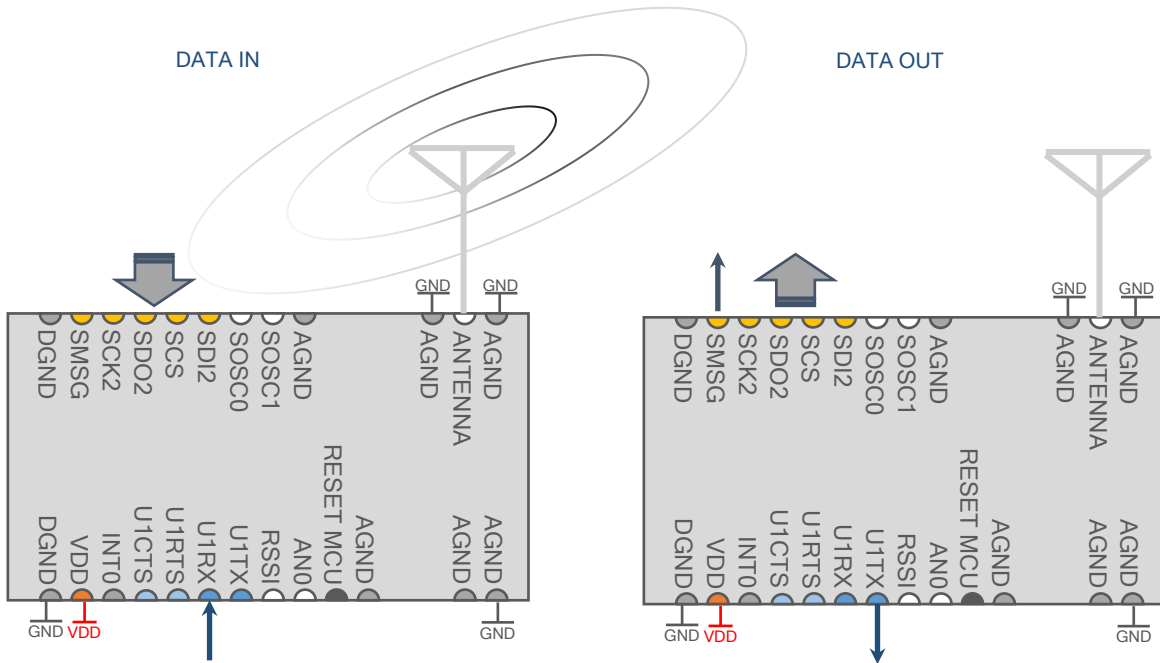 DATA IN
DATA OUT
GND
GND
GND
GND
DGND
SMSG
SCK2
SDO2
SCS
SDI2
SOSC0
SOSC1
AGND
AGND
ANTENNA
AGND
DGND
SMSG
SCK2
SDO2
SCS
SDI2
SOSC0
SOSC1
AGND
AGND
ANTENNA
AGND
DGND
VDD
INT0
U1CTS
U1RTS
U1RX
U1TX
RSSI
AN0
RESET MCU
AGND
AGND
AGND
DGND
VDD
INT0
U1CTS
U1RTS
U1RX
U1TX
RSSI
AN0
RESET MCU
AGND
AGND
AGND
GND
VDD
GND
GND
VDD
GND